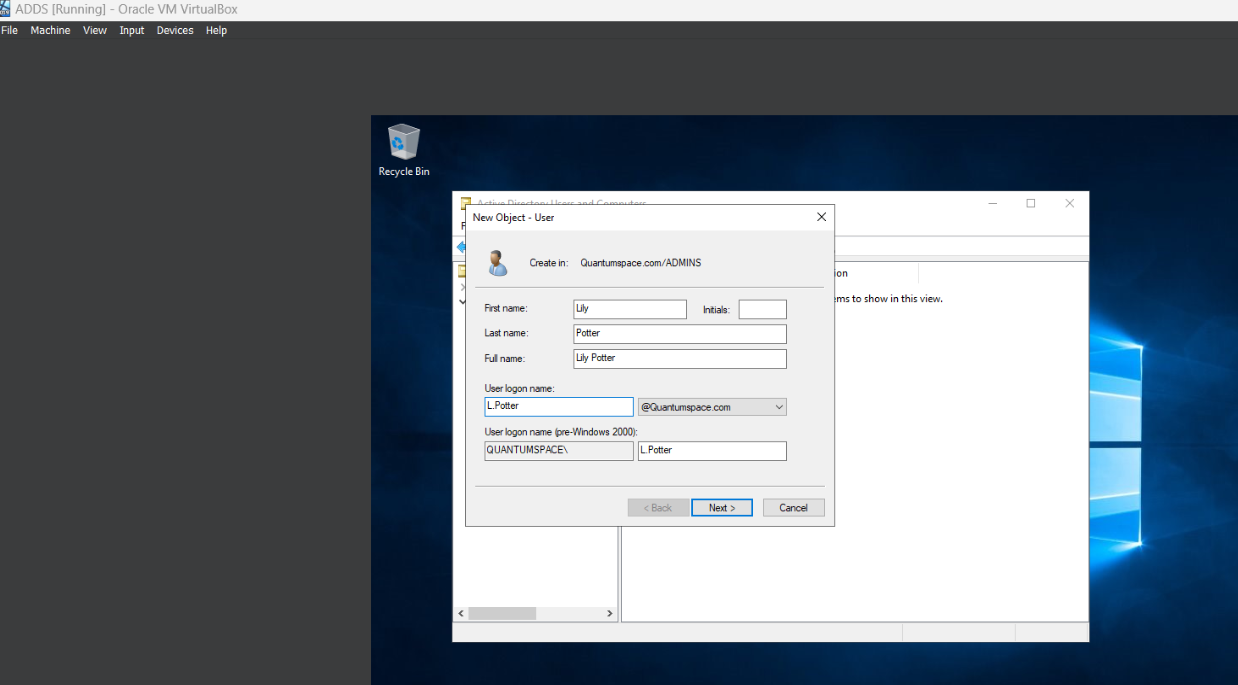 ADDS [Running] - Oracle VM VirtualBox
File Machine View Input Devices Help
Recycle Bin
Active Directory Users and Computers
New Object - User
Create in: Quantumspace.com/ADMINS
ion
ms to show in this view.
First name: Lily Initials:
Last name: Potter
Full name: Lily Potter
User logon name:
L.Potter @Quantumspace.com
User logon name (pre-Windows 2000):
QUANTUMSPACE\ L.Potter
< Back Next > Cancel